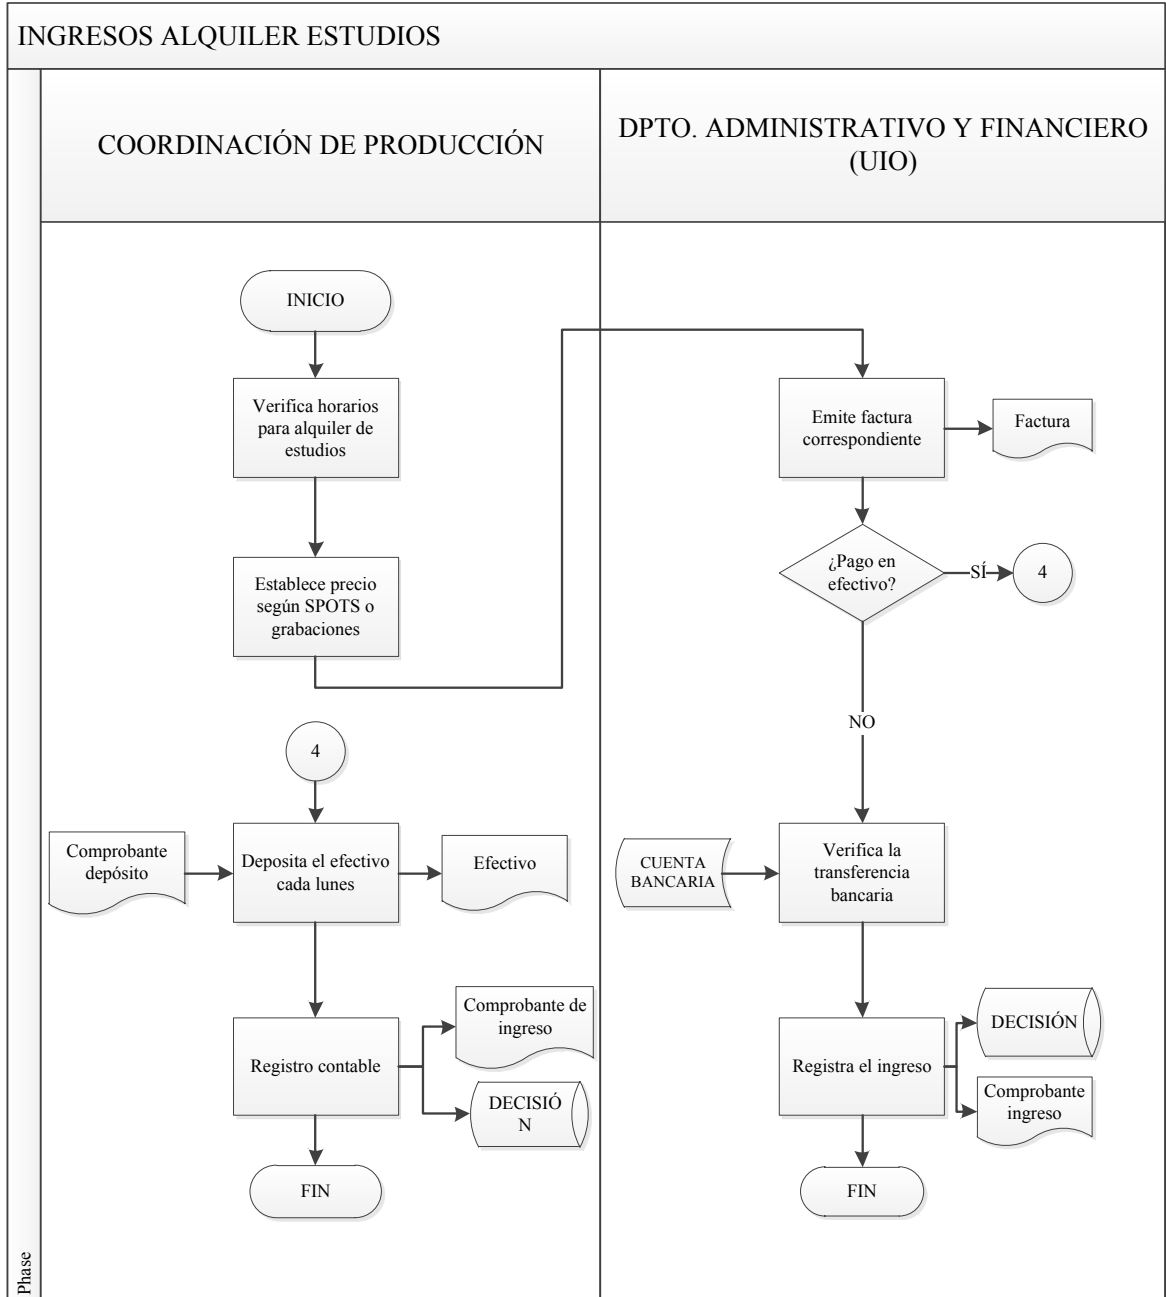 INGRESOS ALQUILER ESTUDIOS
COORDINACIÓN DE PRODUCCIÓN
DPTO. ADMINISTRATIVO Y FINANCIERO
(UIO)
INICIO
Verifica horarios
para alquiler de
estudios
Establece precio
según SPOTS o
grabaciones
4
Comprobante
depósito
Deposita el efectivo
cada lunes
Efectivo
Registro contable
Comprobante de
ingreso
DECISIÓ
N
FIN
Emite factura
correspondiente
Factura
¿Pago en
efectivo?
SÍ
4
NO
CUENTA
BANCARIA
Verifica la
transferencia
bancaria
Registra el ingreso
DECISIÓN
Comprobante
ingreso
FIN
Phase